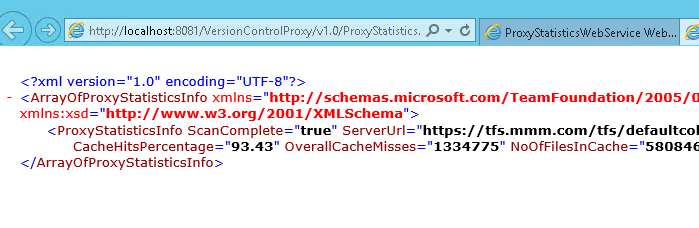 http://localhost:8081/VersionControlProxy/v1.0/ProxyStatistics.
ProxyStatisticsWebService Web...
<?xml version="1.0" encoding="UTF-8"?>
- <ArrayOfProxyStatisticsInfo xmlns="http://schemas.microsoft.com/TeamFoundation/2005/0
xmlns:xsd="http://www.w3.org/2001/XMLSchema">
<ProxyStatisticsInfo ScanComplete="true" ServerUrl="https://tfs.mmm.com/tfs/defaultcol
CacheHitsPercentage="93.43" OverallCacheMisses="1334775" NoOfFilesInCache="580846
</ArrayOfProxyStatisticsInfo>